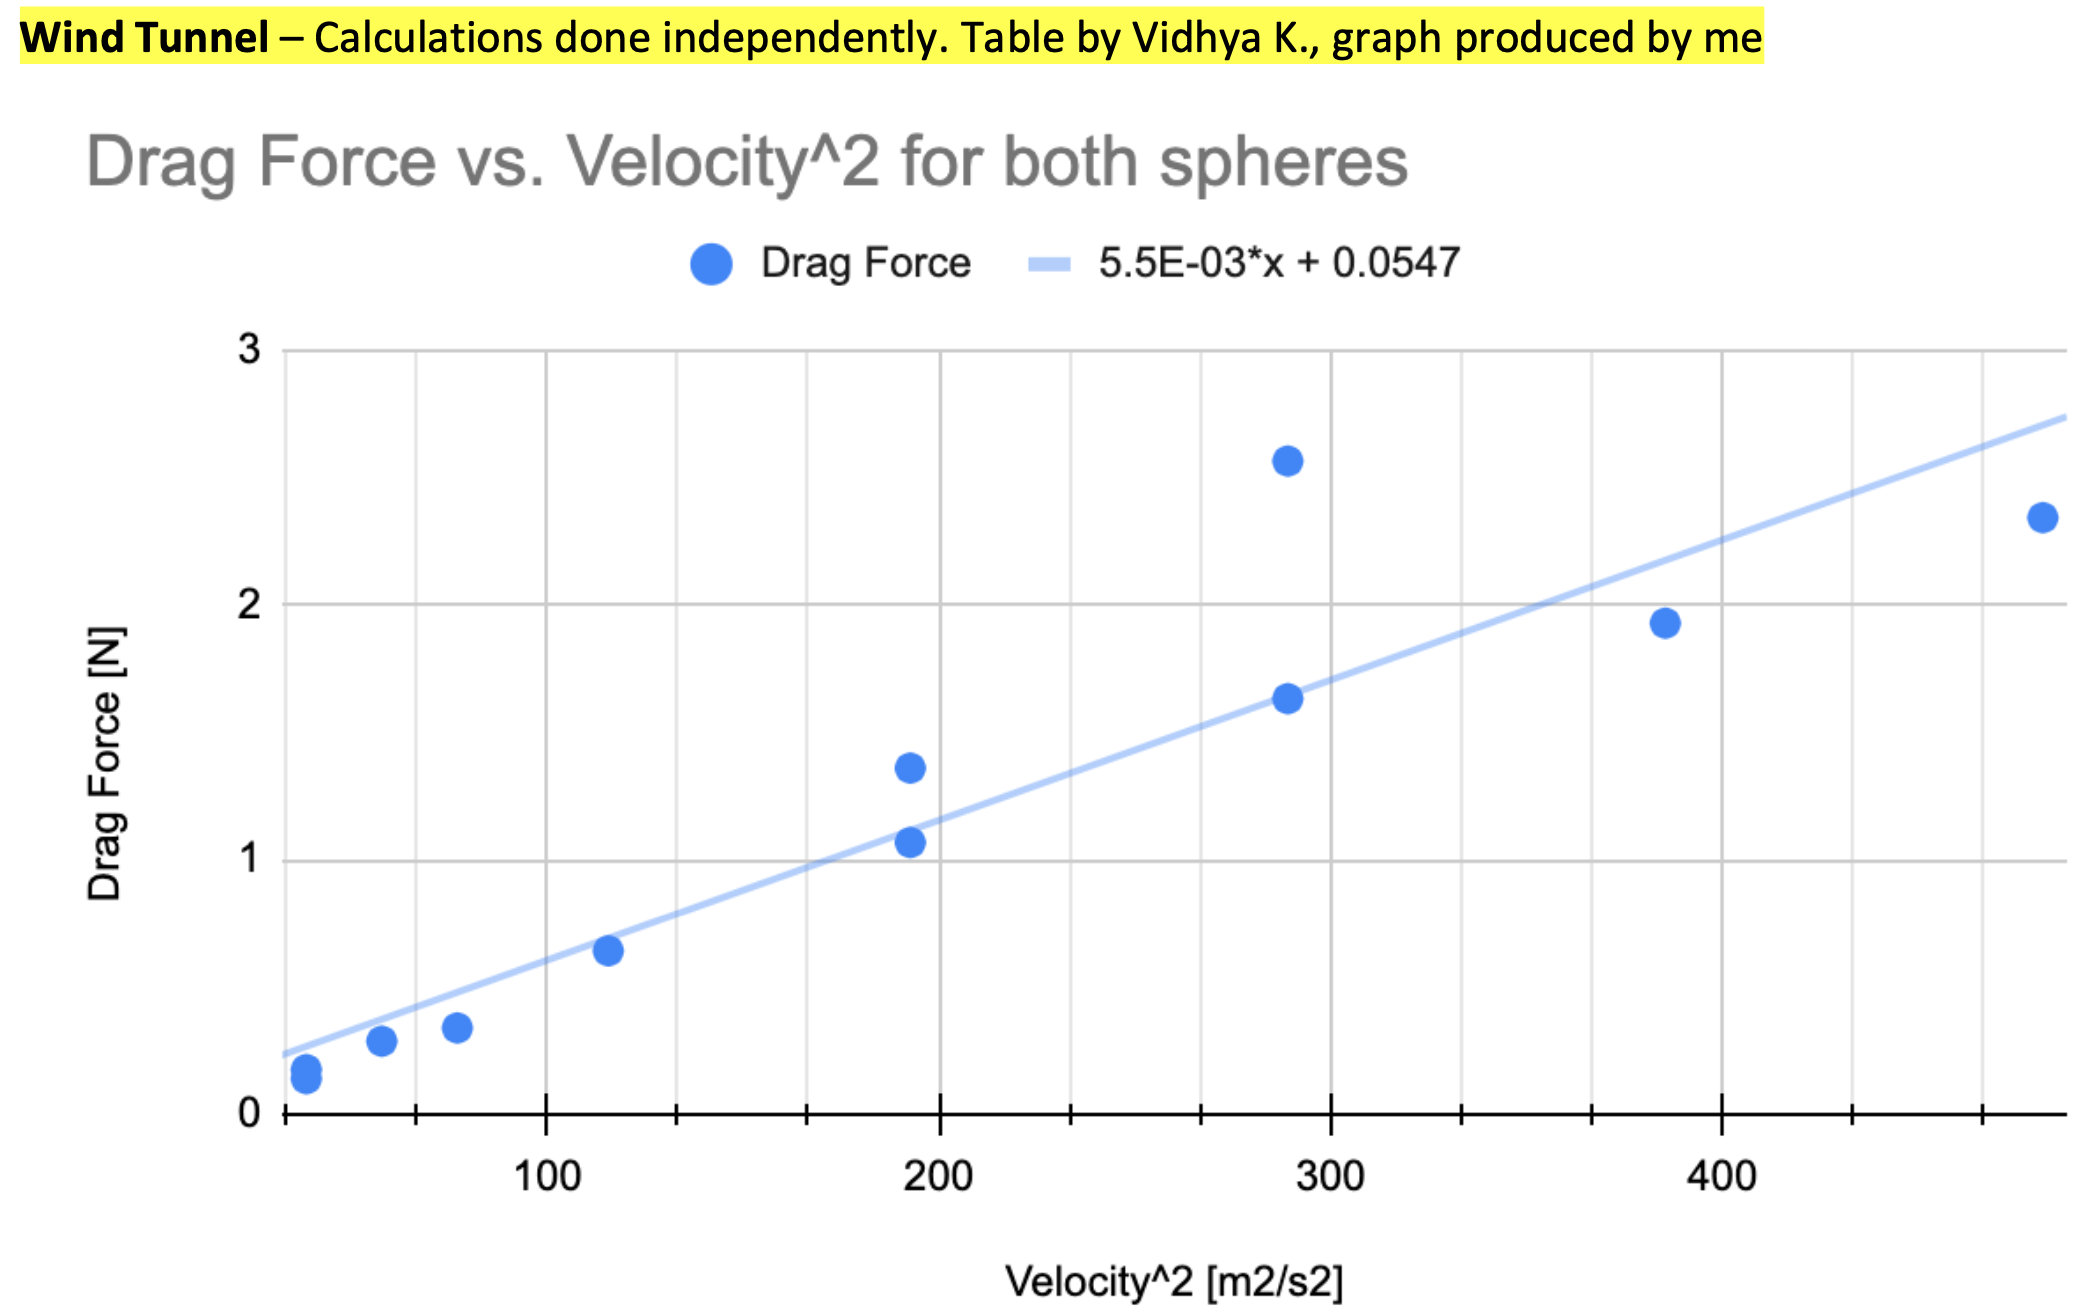 Wind Tunnel – Calculations done independently. Table by Vidhya K., graph produced by me
Drag Force vs. Velocity^2 for both spheres
Drag Force 5.5E-03*x + 0.0547
3
2
1
0
Drag Force [N]
100 200 300 400
Velocity^2 [m2/s2]